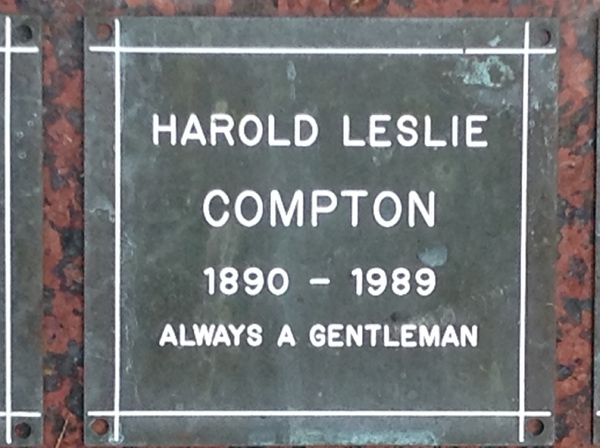 HAROLD LESLIE
COMPTON
1890 - 1989
ALWAYS A GENTLEMAN